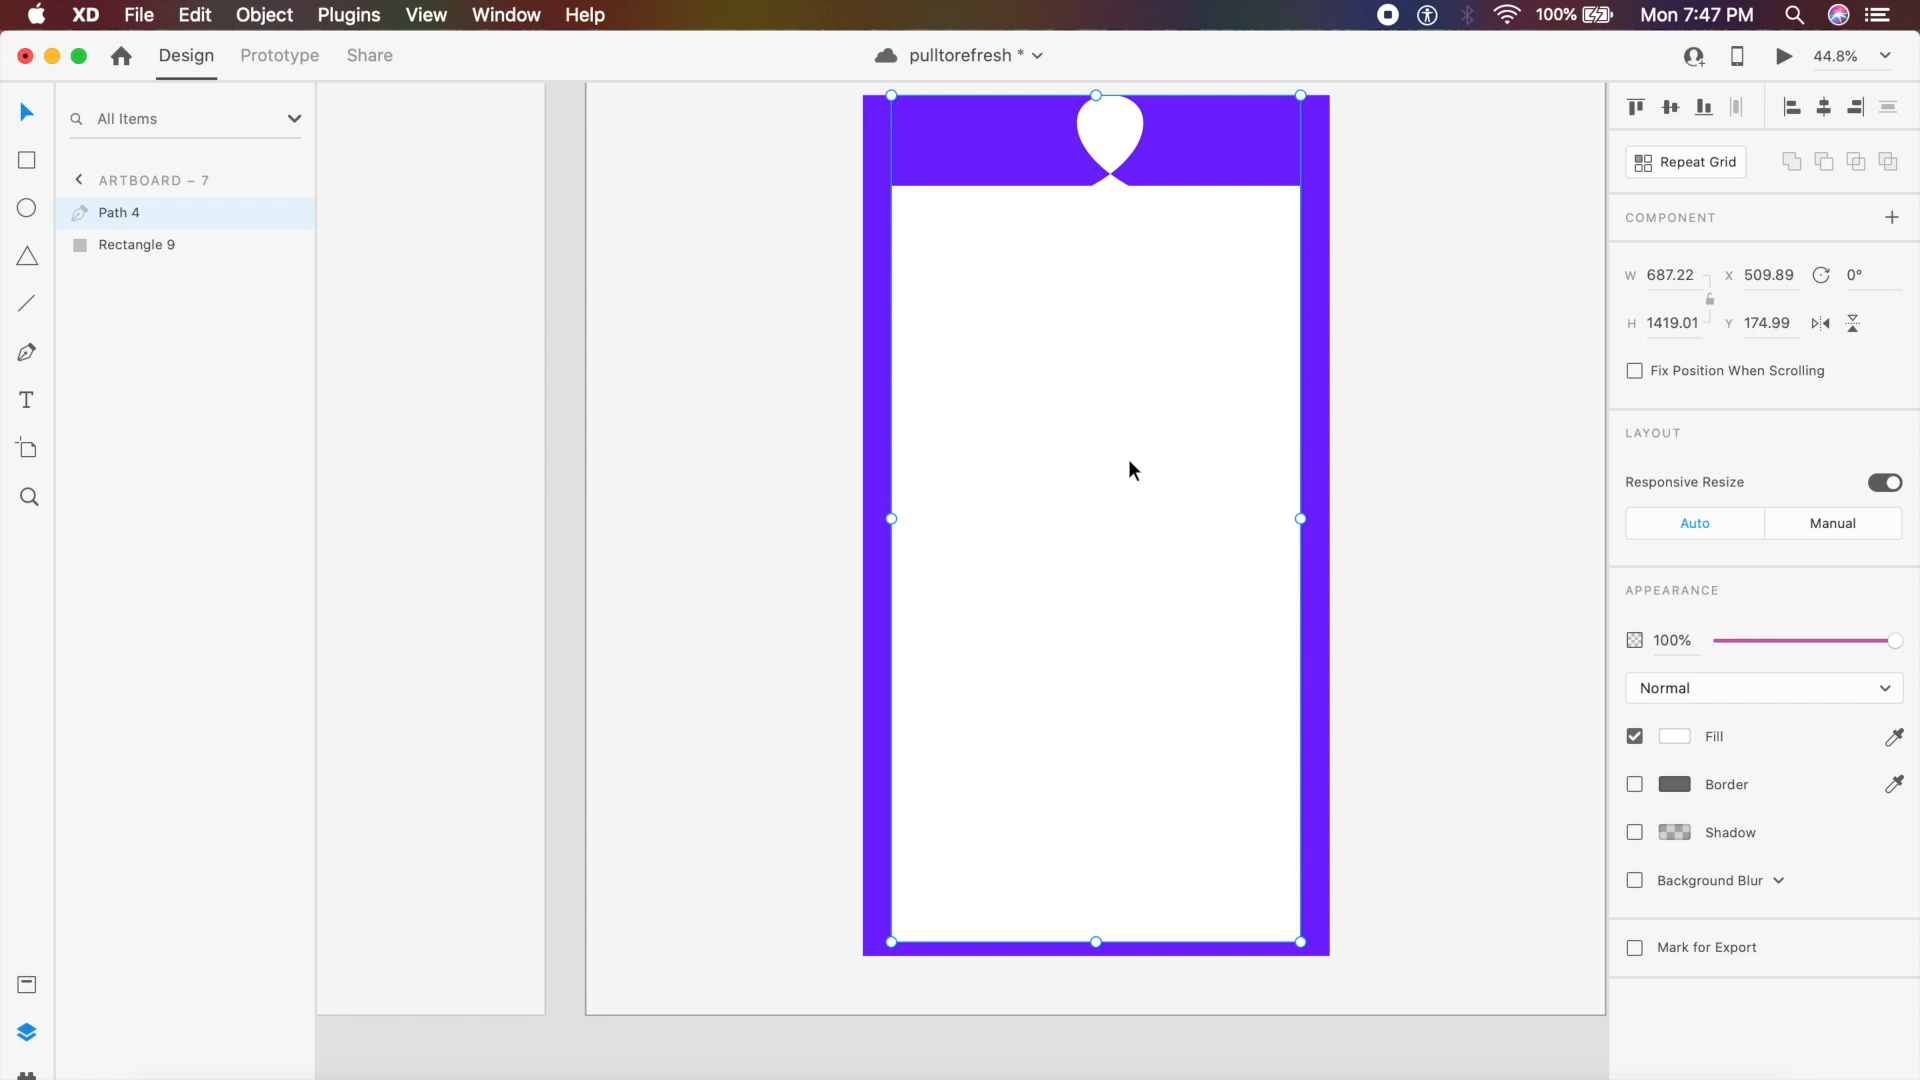 XD File Edit Object Plugins View Window Help 100% Mon 7:47 PM
Design Prototype Share pulltorefresh * 44.8%
All Items
ARTBOARD – 7
Path 4
Rectangle 9
T
Repeat Grid
COMPONENT
W 687.22 X 509.89 0°
H 1419.01 Y 174.99
Fix Position When Scrolling
LAYOUT
Responsive Resize
Auto Manual
APPEARANCE
100%
Normal
Fill
Border
Shadow
Background Blur
Mark for Export